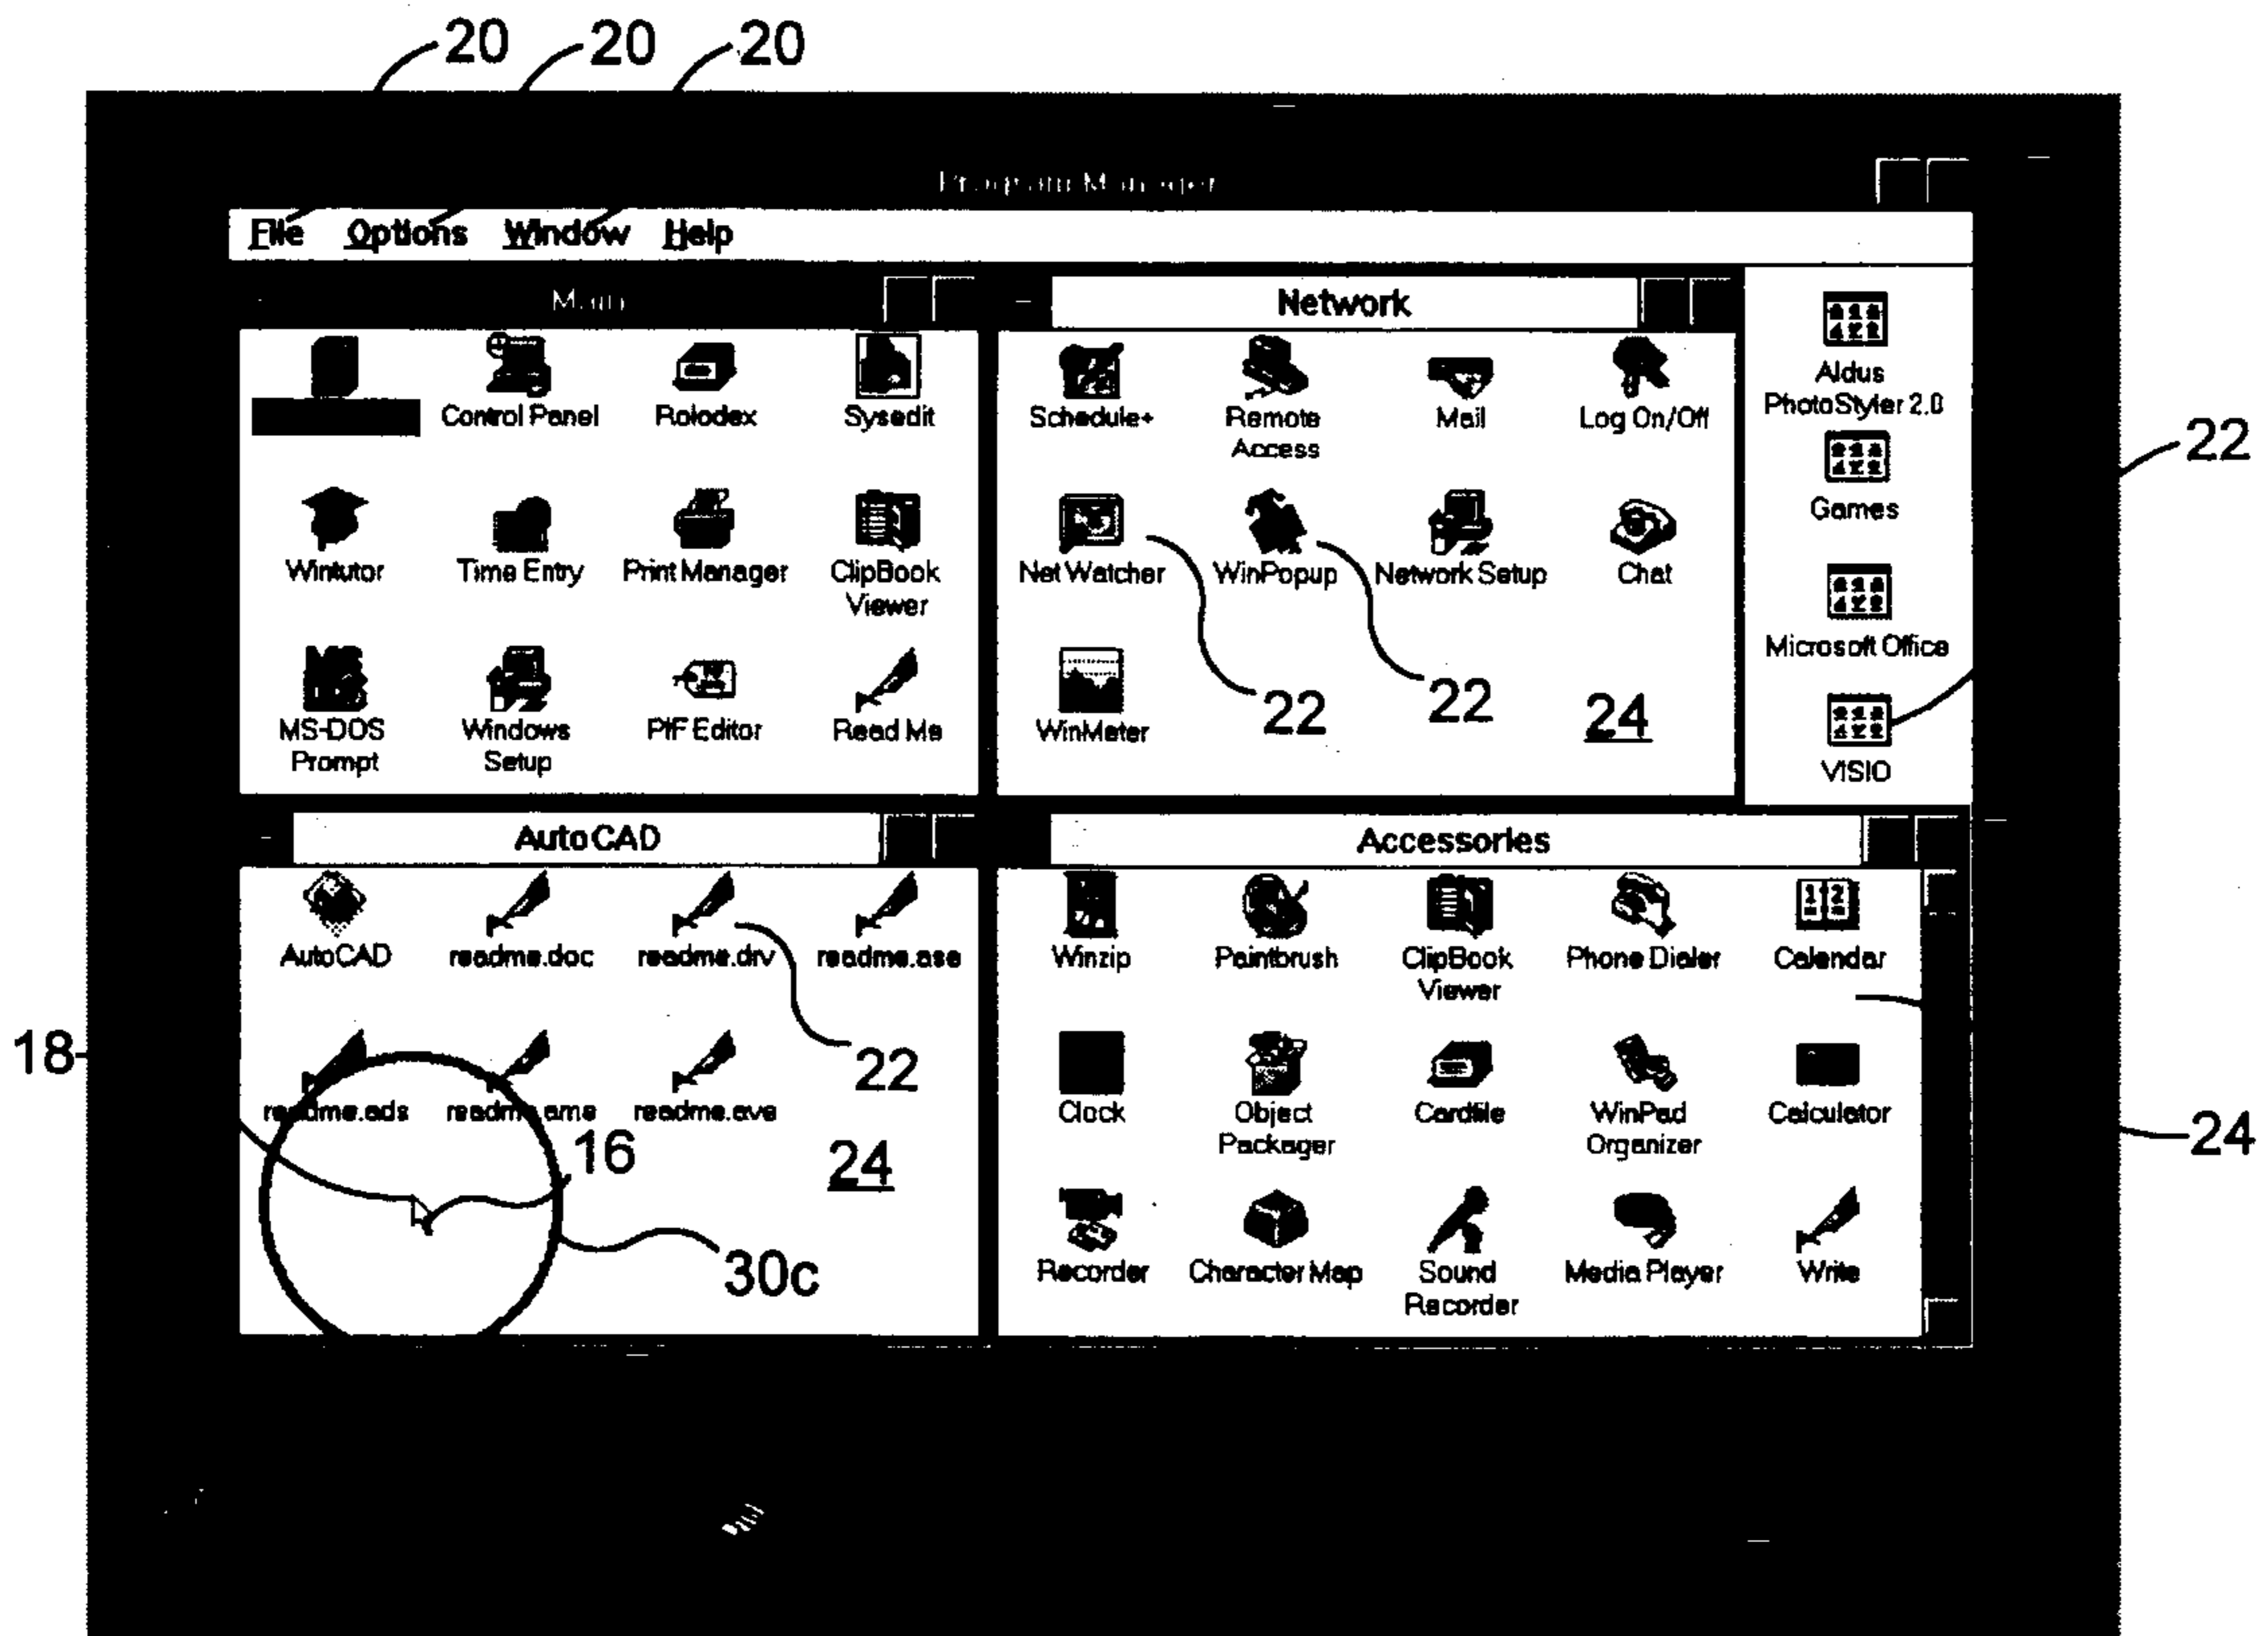 20 20 20
Program Manager
File Options Window Help
Main
Control Panel Rolodex Sysedit
Wintutor Time Entry Print Manager ClipBook Viewer
MS-DOS Prompt Windows Setup PIF Editor Read Me
Network
Schedule+ Remote Access Mail Log On/Off
Net Watcher WinPopup Network Setup Chat
WinMeter 22 22 24
Aldus PhotoStyler 2.0
Games
Microsoft Office
VISIO
22
AutoCAD
AutoCAD readme.doc readme.drv readme.ase
22
18
readme.ads readme.ame readme.ave
16 24
30c
Accessories
Winzip Paintbrush ClipBook Viewer Phone Dialer Calendar
Clock Object Packager Cardfile WinPad Organizer Calculator
24
Recorder Character Map Sound Recorder Media Player Write